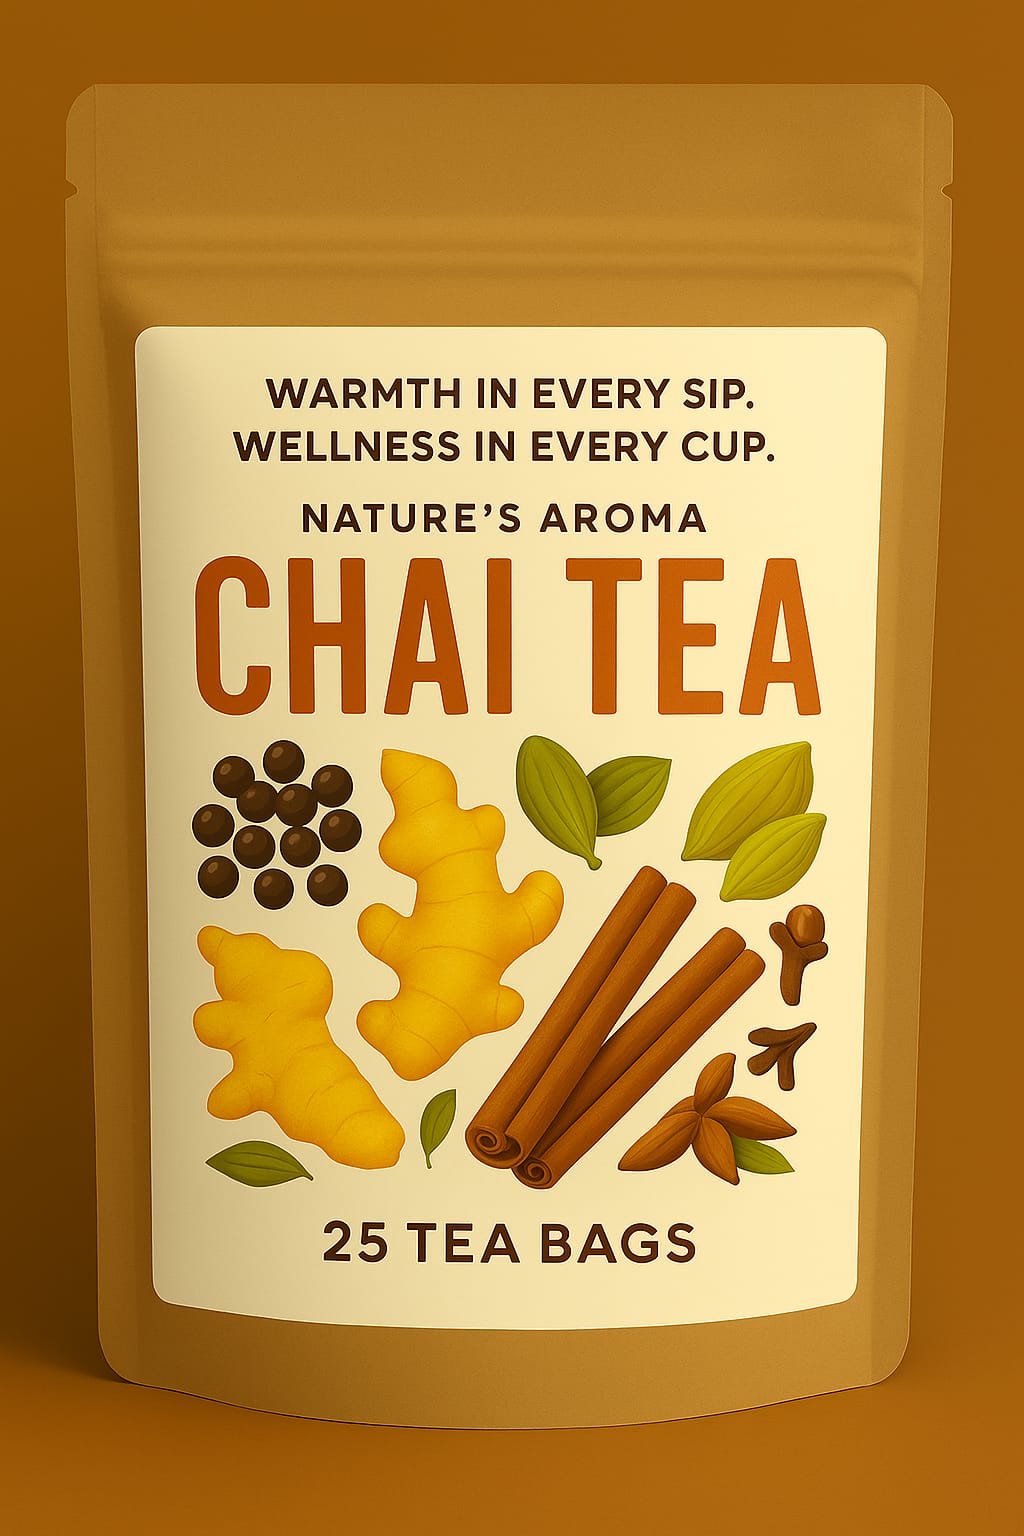 WARMTH IN EVERY SIP.
WELLNESS IN EVERY CUP.
NATURE’S AROMA
CHAI TEA
25 TEA BAGS